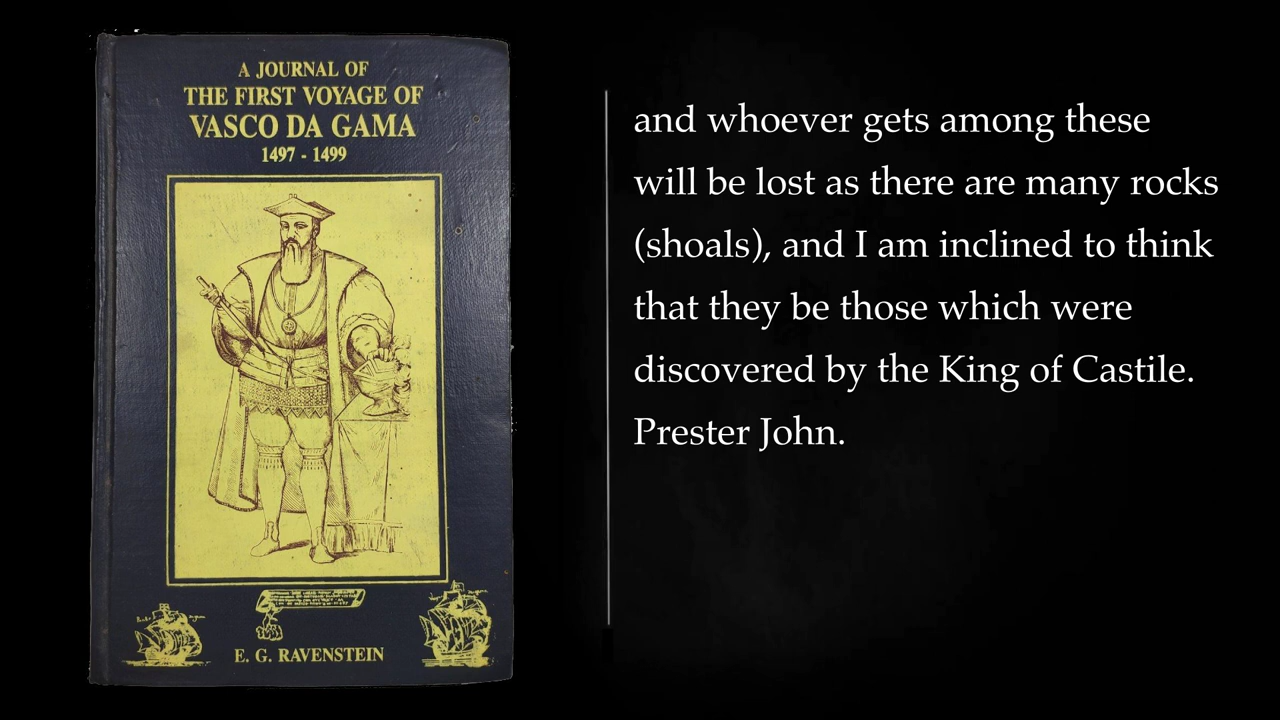 A JOURNAL OF
THE FIRST VOYAGE OF
VASCO DA GAMA
1497 - 1499
E. G. RAVENSTEIN
and whoever gets among these
will be lost as there are many rocks
(shoals), and I am inclined to think
that they be those which were
discovered by the King of Castile.
Prester John.